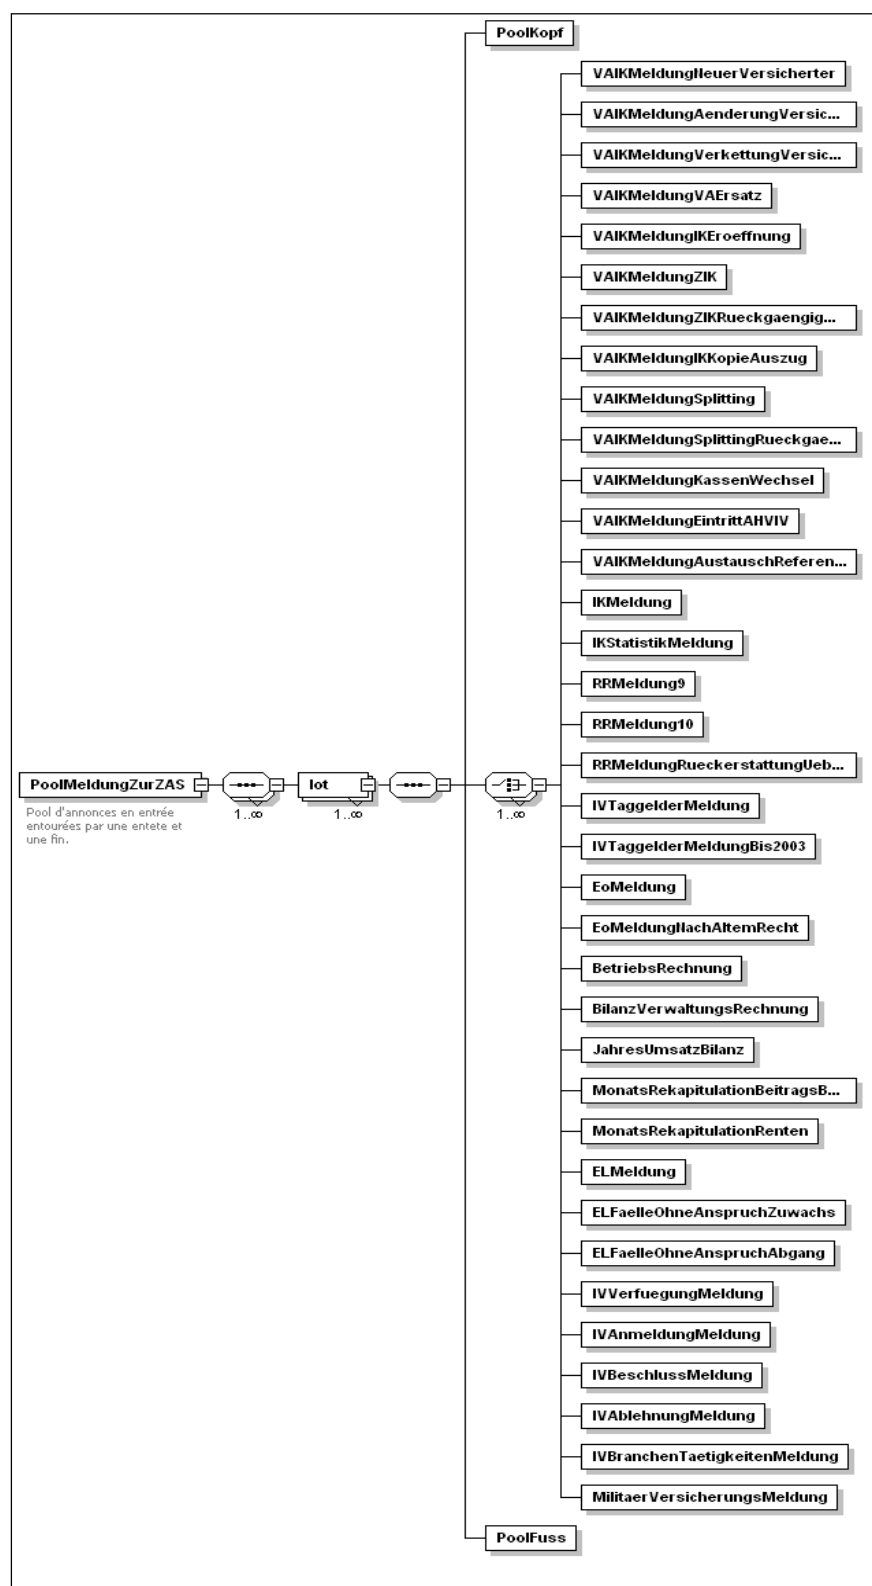 PoolKopf
VAIKMeldungNeuerVersicherter
VAIKMeldungAenderungVersic...
VAIKMeldungVerkettungVersic...
VAIKMeldungVAErsatz
VAIKMeldungIKEroeffnung
VAIKMeldungZIK
VAIKMeldungZIKRueckgaengig...
VAIKMeldungIKKopieAuszug
VAIKMeldungSplitting
VAIKMeldungSplittingRueckgae...
VAIKMeldungKassenWechsel
VAIKMeldungEintrittAHVIV
VAIKMeldungAustauschReferen...
IKMeldung
IKStatistikMeldung
RRMeldung9
RRMeldung10
RRMeldungRueckerstattungUeb...
PoolMeldungZurZAS
lot
Pool d'annonces en entrée
entourées par une entete et
une fin.
1..∞
1..∞
1..∞
IVTaggelderMeldung
IVTaggelderMeldungBis2003
EoMeldung
EoMeldungNachAltemRecht
BetriebsRechnung
BilanzVerwaltungsRechnung
JahresUmsatzBilanz
MonatsRekapitulationBeitragsB...
MonatsRekapitulationRenten
ELMeldung
ELFaelleOhneAnspruchZuwachs
ELFaelleOhneAnspruchAbgang
IVVerfuegungMeldung
IVAnmeldungMeldung
IVBeschlussMeldung
IVAblehnungMeldung
IVBranchenTaetigkeitenMeldung
MilitaerVersicherungsMeldung
PoolFuss